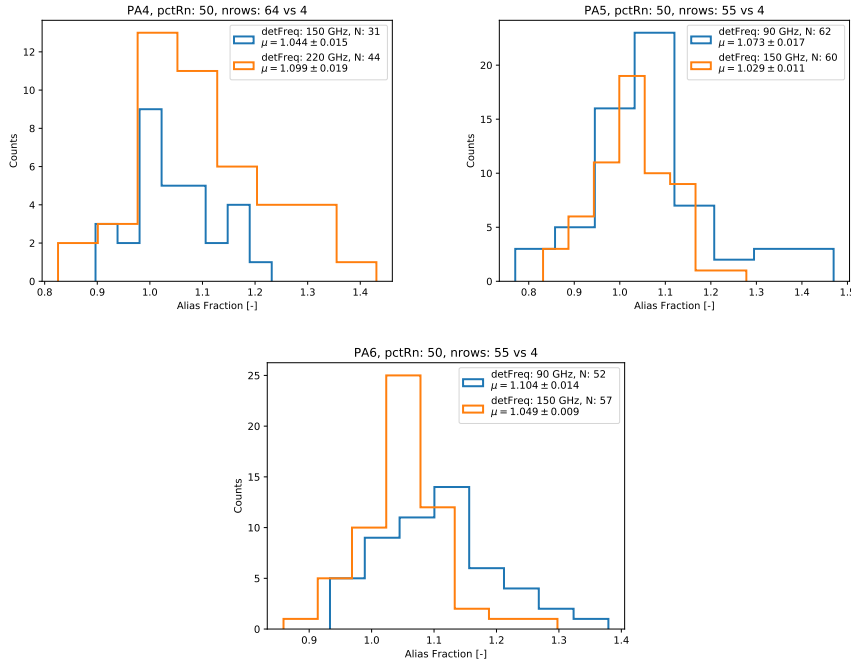 PA4, pctRn: 50, nrows: 64 vs 4
detFreq: 150 GHz, N: 31
μ = 1.044 ± 0.015
detFreq: 220 GHz, N: 44
μ = 1.099 ± 0.019
Counts
12
10
8
6
4
2
0
0.8 0.9 1.0 1.1 1.2 1.3 1.4
Alias Fraction [-]
PA5, pctRn: 50, nrows: 55 vs 4
detFreq: 90 GHz, N: 62
μ = 1.073 ± 0.017
detFreq: 150 GHz, N: 60
μ = 1.029 ± 0.011
Counts
20
15
10
5
0
0.8 0.9 1.0 1.1 1.2 1.3 1.4 1.5
Alias Fraction [-]
PA6, pctRn: 50, nrows: 55 vs 4
detFreq: 90 GHz, N: 52
μ = 1.104 ± 0.014
detFreq: 150 GHz, N: 57
μ = 1.049 ± 0.009
Counts
25
20
15
10
5
0
0.9 1.0 1.1 1.2 1.3 1.4
Alias Fraction [-]